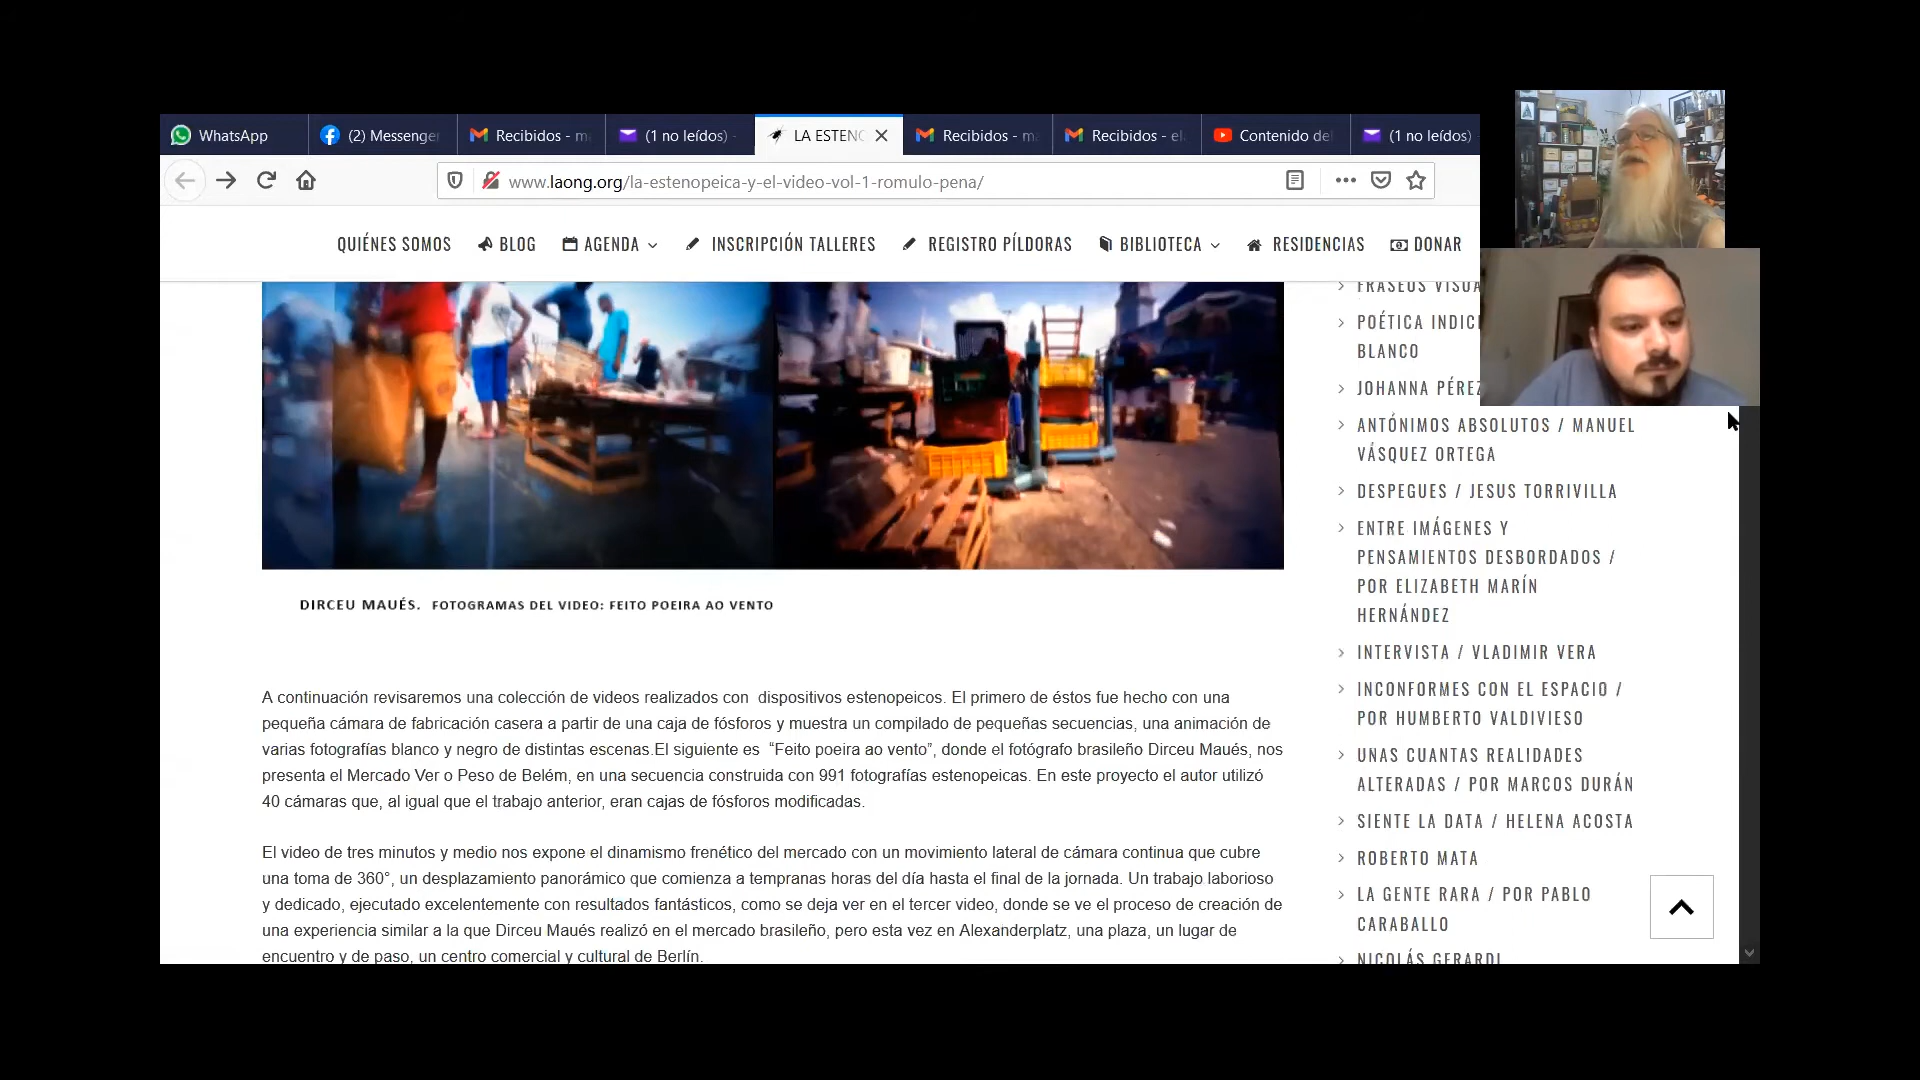 WhatsApp
(2) Messenger
Recibidos - m
(1 no leídos) -
LA ESTENO
Recibidos - m
Recibidos - el
Contenido de
(1 no leídos)
www.laong.org/la-estenopeica-y-el-video-vol-1-romulo-pena/
QUIÉNES SOMOS
BLOG
AGENDA
INSCRIPCIÓN TALLERES
REGISTRO PÍLDORAS
BIBLIOTECA
RESIDENCIAS
DONAR
DIRCEU MAUÉS. FOTOGRAMAS DEL VIDEO: FEITO POEIRA AO VENTO
A continuación revisaremos una colección de videos realizados con dispositivos estenopeicos. El primero de éstos fue hecho con una
pequeña cámara de fabricación casera a partir de una caja de fósforos y muestra un compilado de pequeñas secuencias, una animación de
varias fotografías blanco y negro de distintas escenas.El siguiente es “Feito poeira ao vento”, donde el fotógrafo brasileño Dirceu Maués, nos
presenta el Mercado Ver o Peso de Belém, en una secuencia construida con 991 fotografías estenopeicas. En este proyecto el autor utilizó
40 cámaras que, al igual que el trabajo anterior, eran cajas de fósforos modificadas.
El video de tres minutos y medio nos expone el dinamismo frenético del mercado con un movimiento lateral de cámara continua que cubre
una toma de 360°, un desplazamiento panorámico que comienza a tempranas horas del día hasta el final de la jornada. Un trabajo laborioso
y dedicado, ejecutado excelentemente con resultados fantásticos, como se deja ver en el tercer video, donde se ve el proceso de creación de
una experiencia similar a la que Dirceu Maués realizó en el mercado brasileño, pero esta vez en Alexanderplatz, una plaza, un lugar de
encuentro y de paso, un centro comercial y cultural de Berlín.
FRASEOS VISUA
POÉTICA INDICI
BLANCO
JOHANNA PÉREZ
ANTÓNIMOS ABSOLUTOS / MANUEL
VÁSQUEZ ORTEGA
DESPEGUES / JESUS TORRIVILLA
ENTRE IMÁGENES Y
PENSAMIENTOS DESBORDADOS /
POR ELIZABETH MARÍN
HERNÁNDEZ
INTERVISTA / VLADIMIR VERA
INCONFORMES CON EL ESPACIO /
POR HUMBERTO VALDIVIESO
UNAS CUANTAS REALIDADES
ALTERADAS / POR MARCOS DURÁN
SIENTE LA DATA / HELENA ACOSTA
ROBERTO MATA
LA GENTE RARA / POR PABLO
CARABALLO
NICOLÁS GERARDI